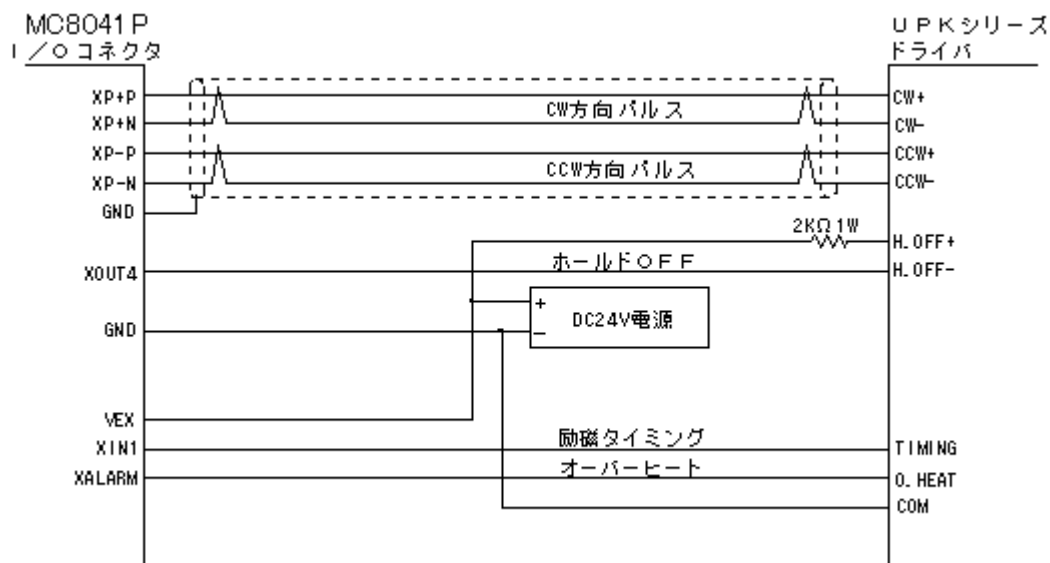 MC8041P
I/Oコネクタ
UPKシリーズ
ドライバ
XP+P
CW方向パルス
CW+
XP+N
CW-
XP-P
CCW方向パルス
CCW+
XP-N
CCW-
GND
2KΩ1W
H.OFF+
ホールドOFF
XOUT4
H.OFF-
+
DC24V電源
GND
-
VEX
励磁タイミング
XIN1
TIMING
オーバーヒート
XALARM
O.HEAT
COM